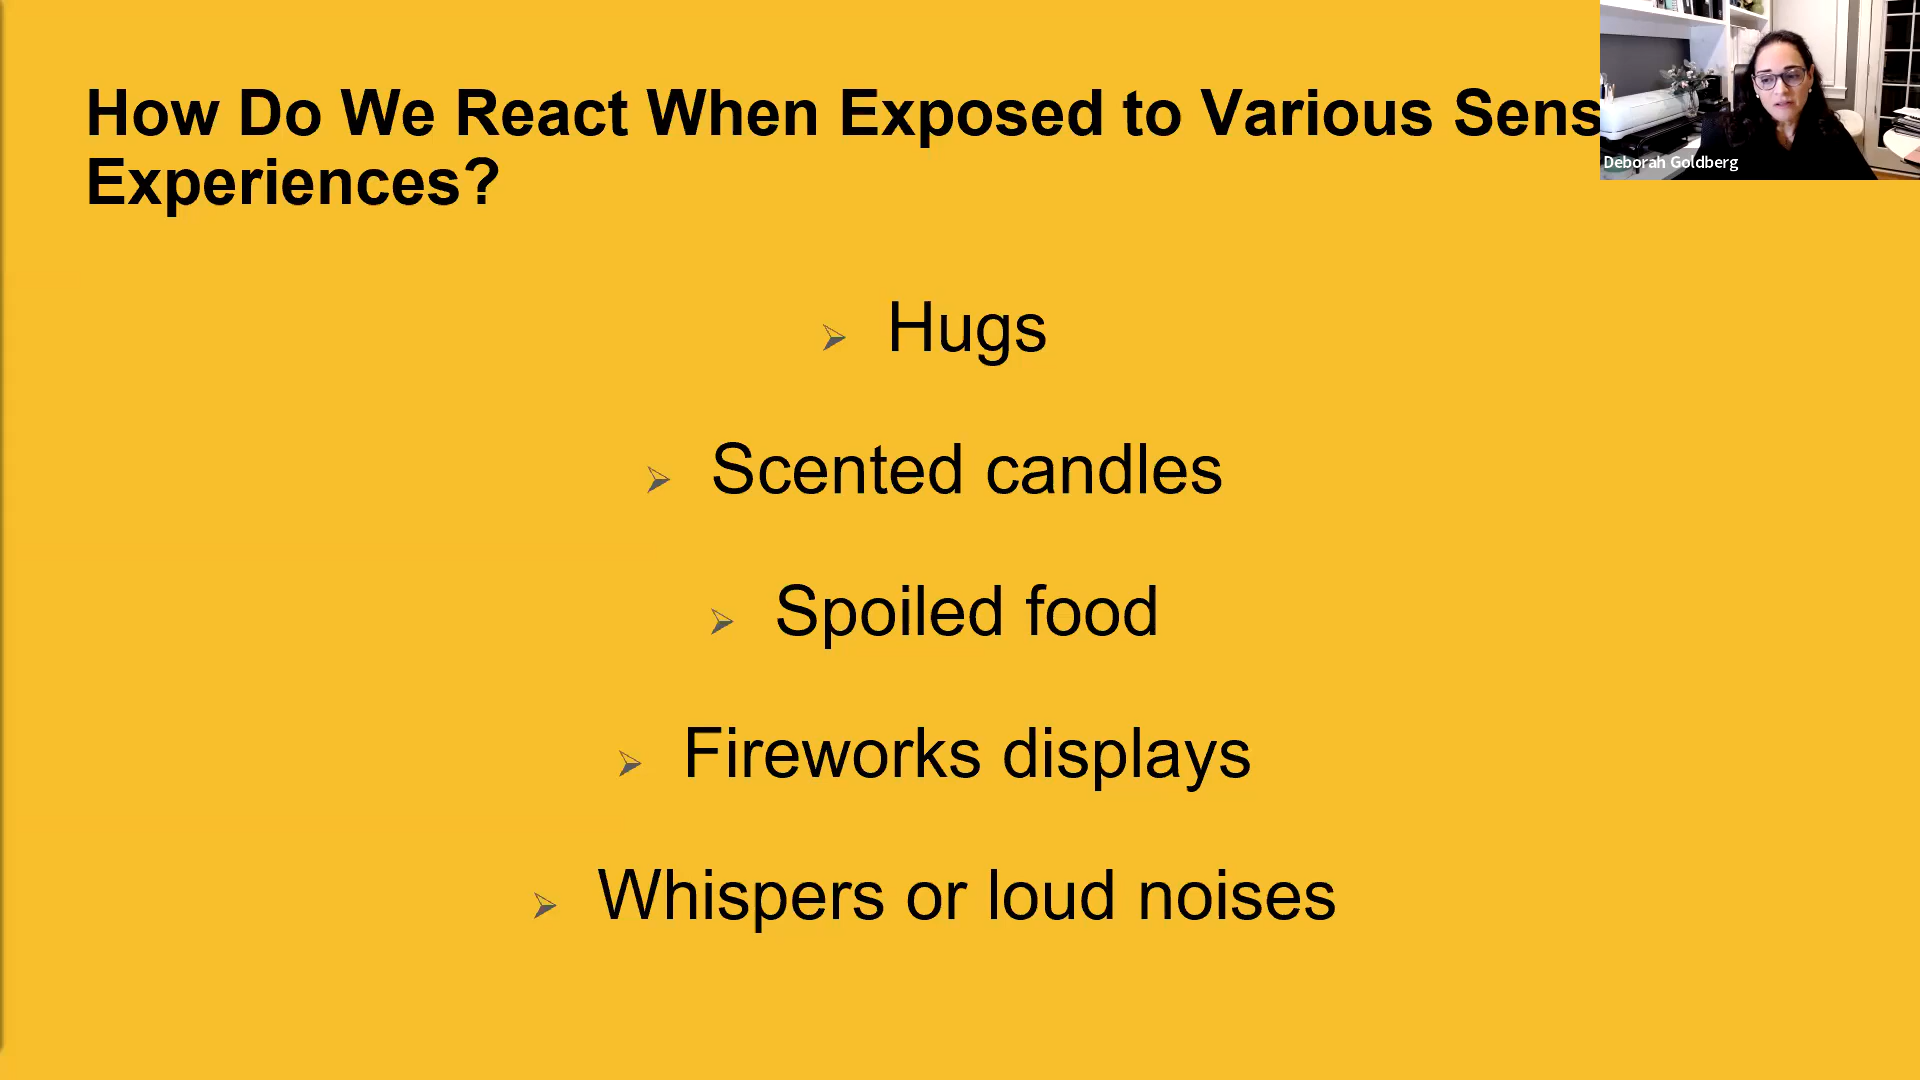 How Do We React When Exposed to Various Sens
Deborah Goldberg
Experiences?
Hugs
Scented candles
Spoiled food
Fireworks displays
Whispers or loud noises